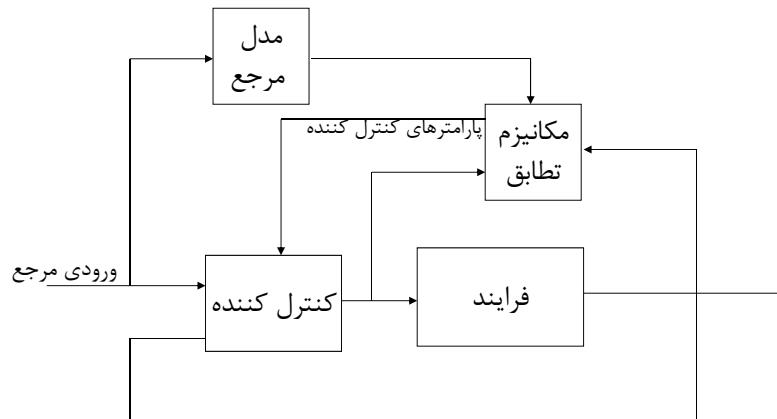 مدل
مرجع
مکانیزم
تطابق
پارامترهای کنترل کننده
ورودی مرجع
کنترل کننده
فرایند